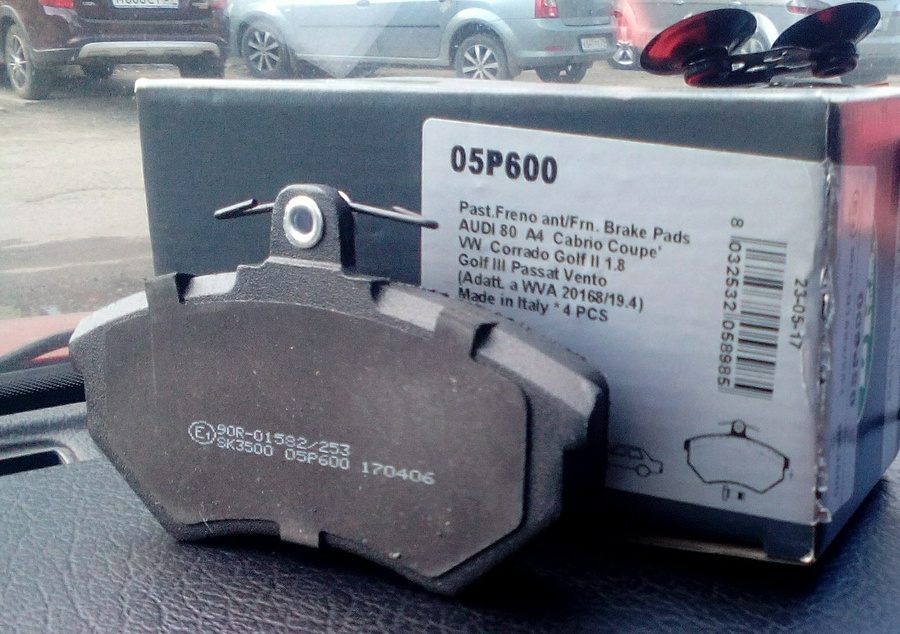 05P600
Past.Freno ant/Frn. Brake Pads
AUDI 80 A4 Cabrio Coupe'
VW Corrado Golf II 1.8
Golf III Passat Vento
(Adatt. a WVA 20168/19.4)
Made in Italy * 4 PCS
8 032532 058985
23-05-17
E1 90R-01582/253
SK3500 05P600 170406